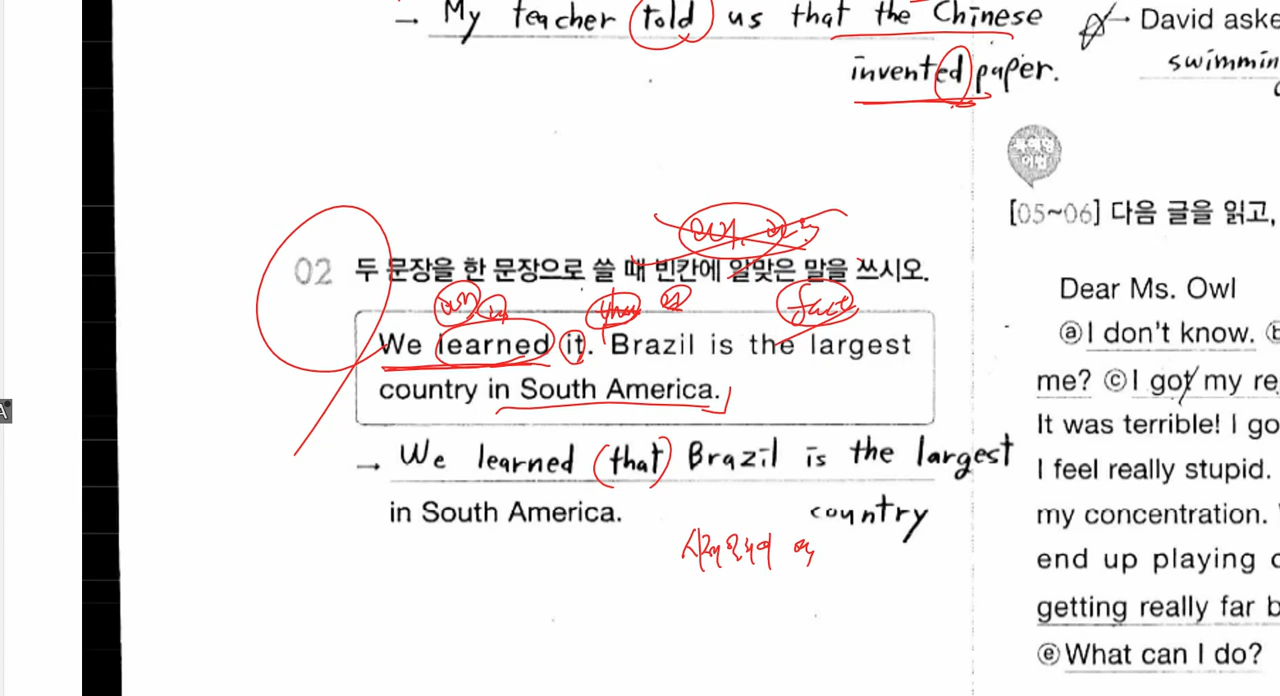 → My teacher told us that the Chinese
invented paper.
02 두 문장을 한 문장으로 쓸 때 빈칸에 알맞은 말을 쓰시오.
fact
We learned it. Brazil is the largest
country in South America.
→ We learned (that) Brazil is the largest
country
in South America.
→ David aske
swimmin
[05~06] 다음 글을 읽고,
Dear Ms. Owl
ⓐ I don't know. ⓑ
me? ⓒ I got my re
It was terrible! I go
I feel really stupid.
my concentration.
end up playing c
getting really far b
ⓔ What can I do?